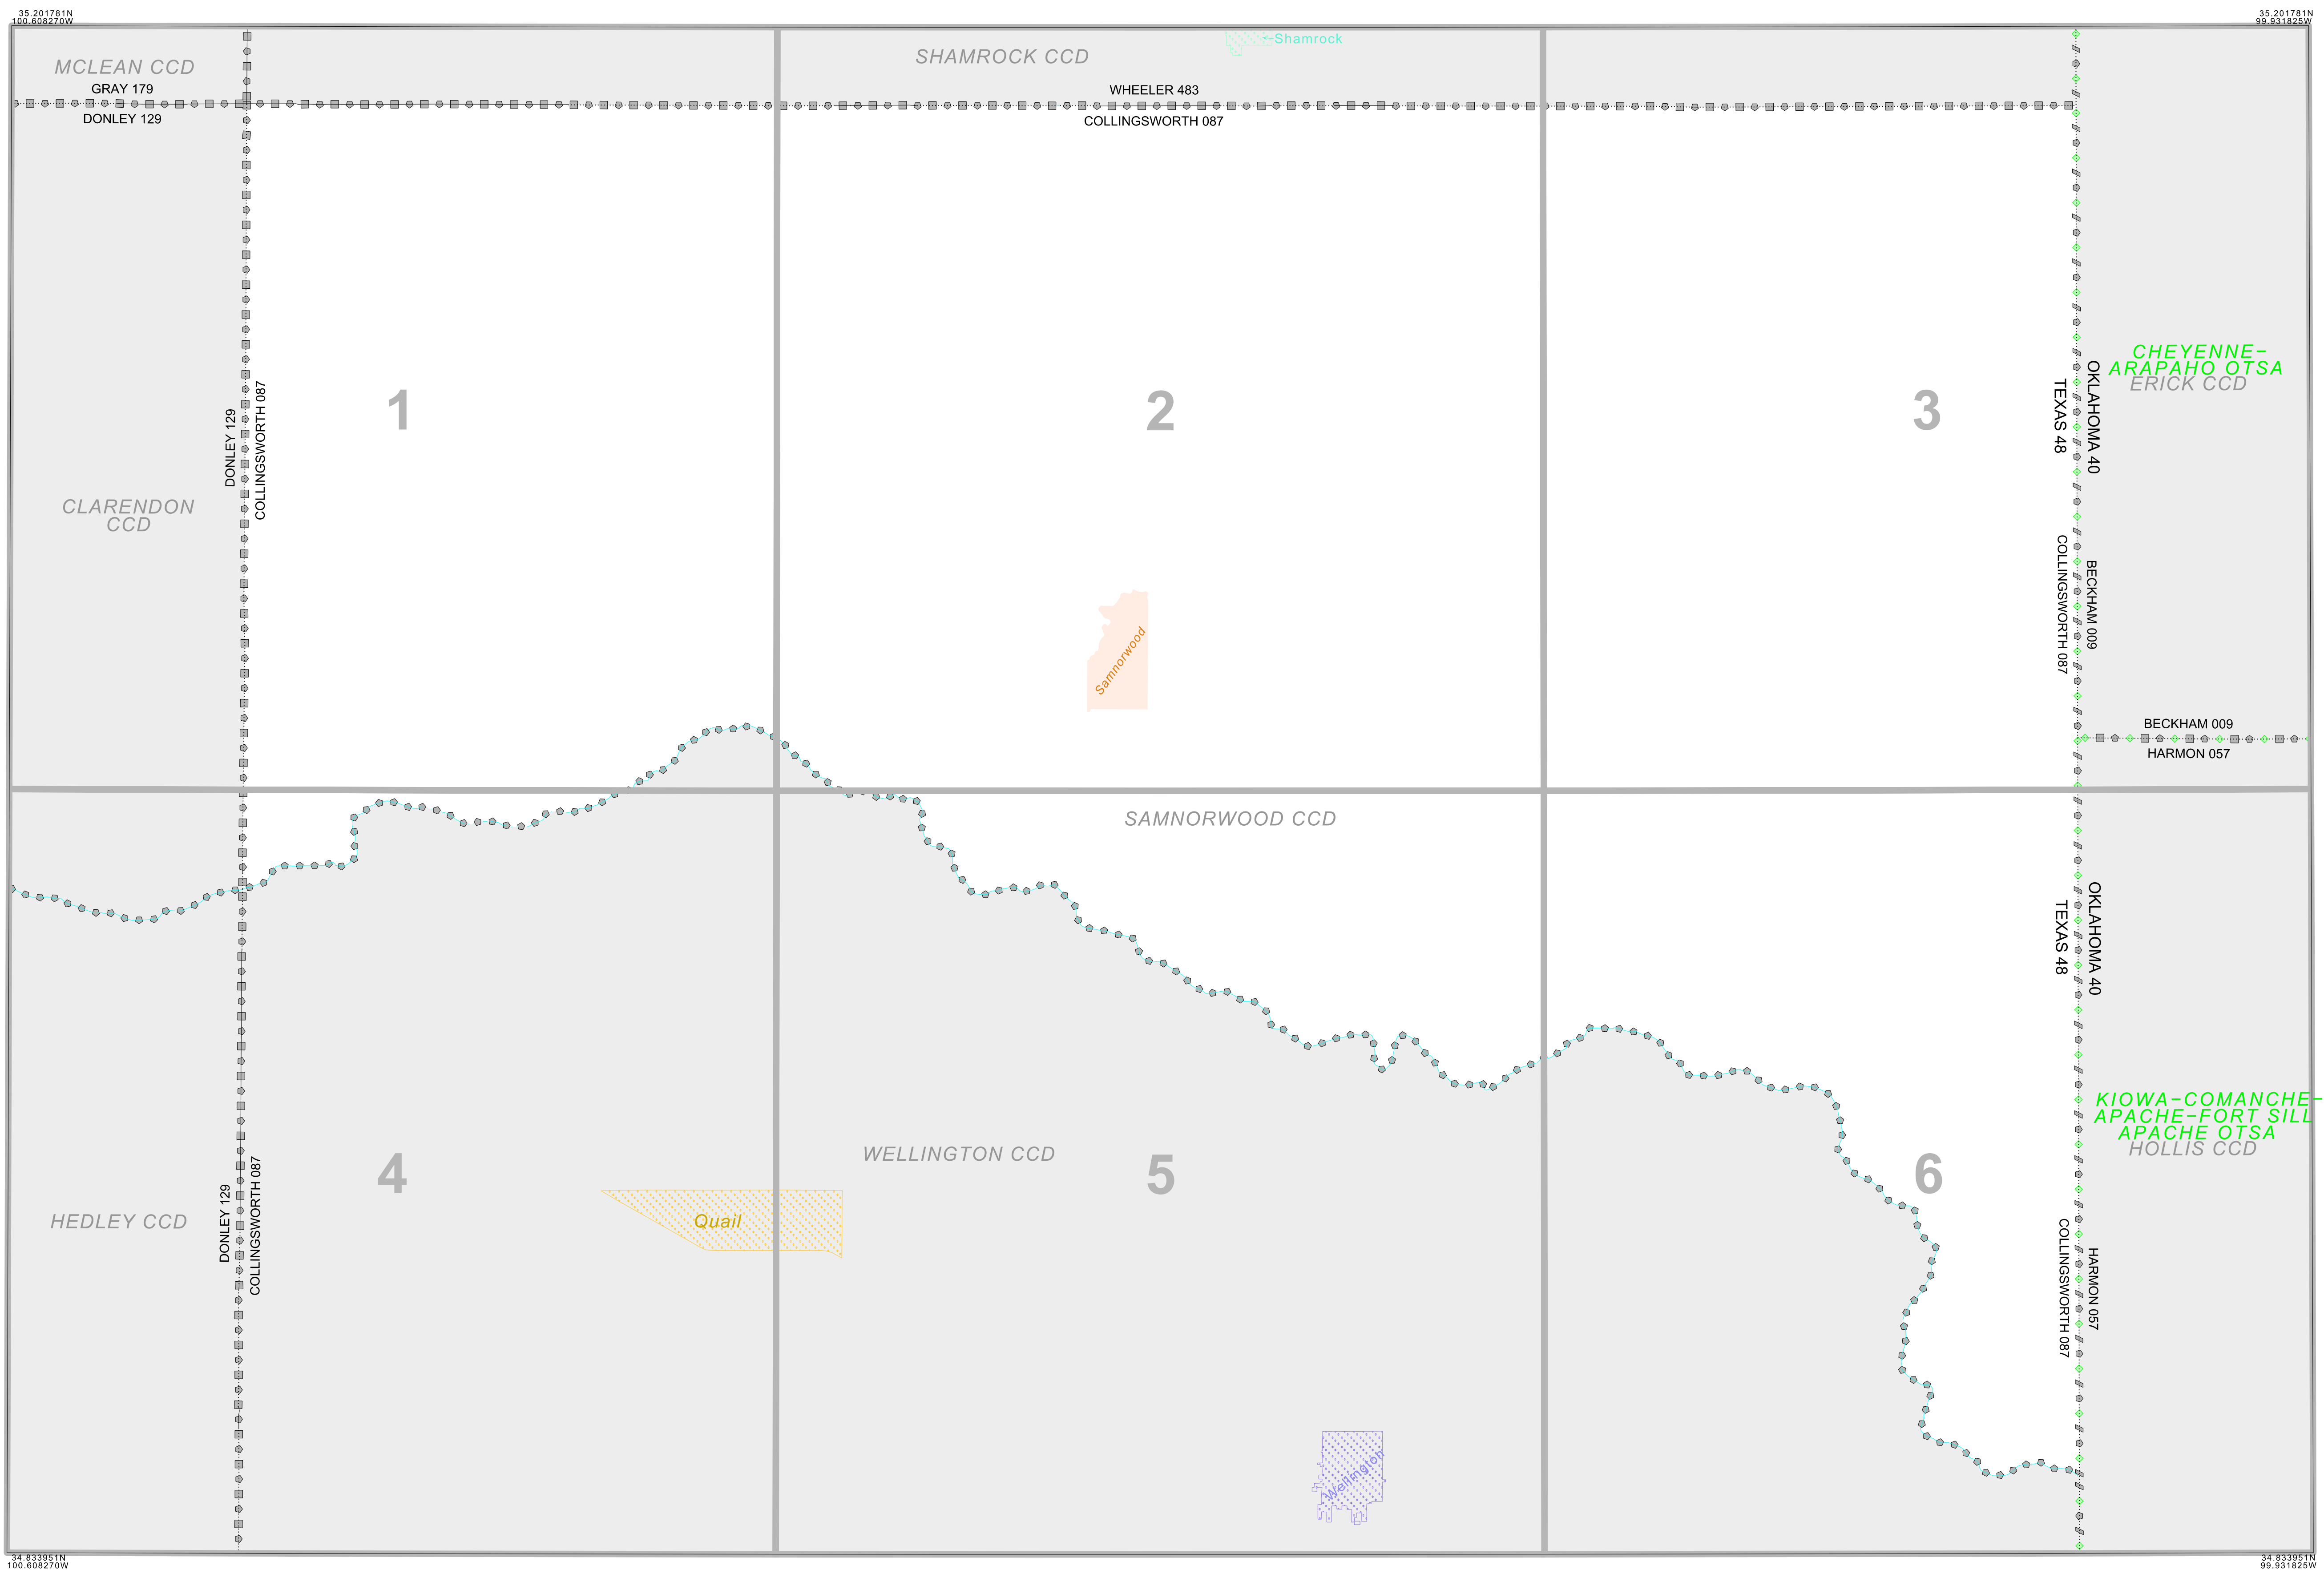 35.201781N
100.608270W
35.201781N
99.931825W
MCLEAN CCD
GRAY 179
DONLEY 129
SHAMROCK CCD
Shamrock
WHEELER 483
COLLINGSWORTH 087
CLARENDON
CCD
DONLEY 129
COLLINGSWORTH 087
1
2
3
TEXAS 48
OKLAHOMA 40
CHEYENNE-
ARAPAHO OTSA
ERICK CCD
COLLINGSWORTH 087
BECKHAM 009
Samnorwood
BECKHAM 009
HARMON 057
SAMNORWOOD CCD
TEXAS 48
OKLAHOMA 40
KIOWA-COMANCHE-
APACHE-FORT SILL
APACHE OTSA
HOLLIS CCD
HEDLEY CCD
DONLEY 129
COLLINGSWORTH 087
4
WELLINGTON CCD
5
6
Quail
COLLINGSWORTH 087
HARMON 057
Wellington
34.833951N
100.608270W
34.833951N
99.931825W